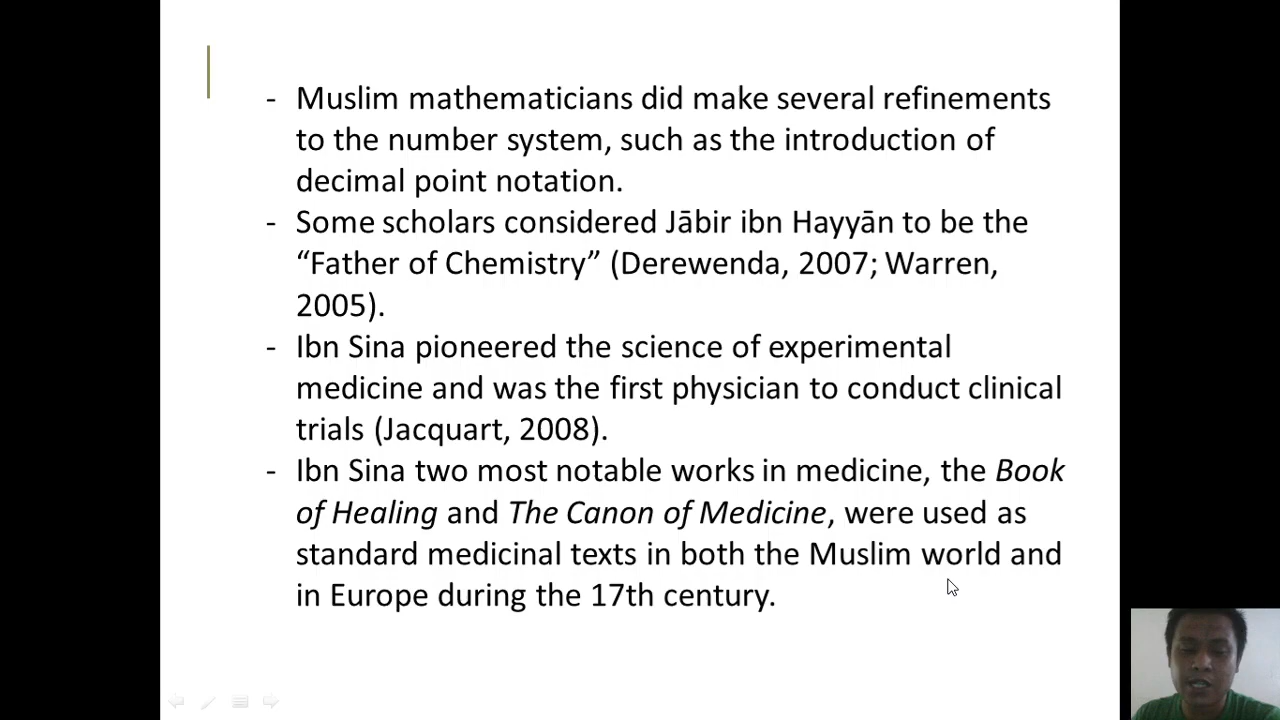 - Muslim mathematicians did make several refinements
to the number system, such as the introduction of
decimal point notation.
- Some scholars considered Jābir ibn Hayyān to be the
“Father of Chemistry” (Derewenda, 2007; Warren,
2005).
- Ibn Sina pioneered the science of experimental
medicine and was the first physician to conduct clinical
trials (Jacquart, 2008).
- Ibn Sina two most notable works in medicine, the Book
of Healing and The Canon of Medicine, were used as
standard medicinal texts in both the Muslim world and
in Europe during the 17th century.